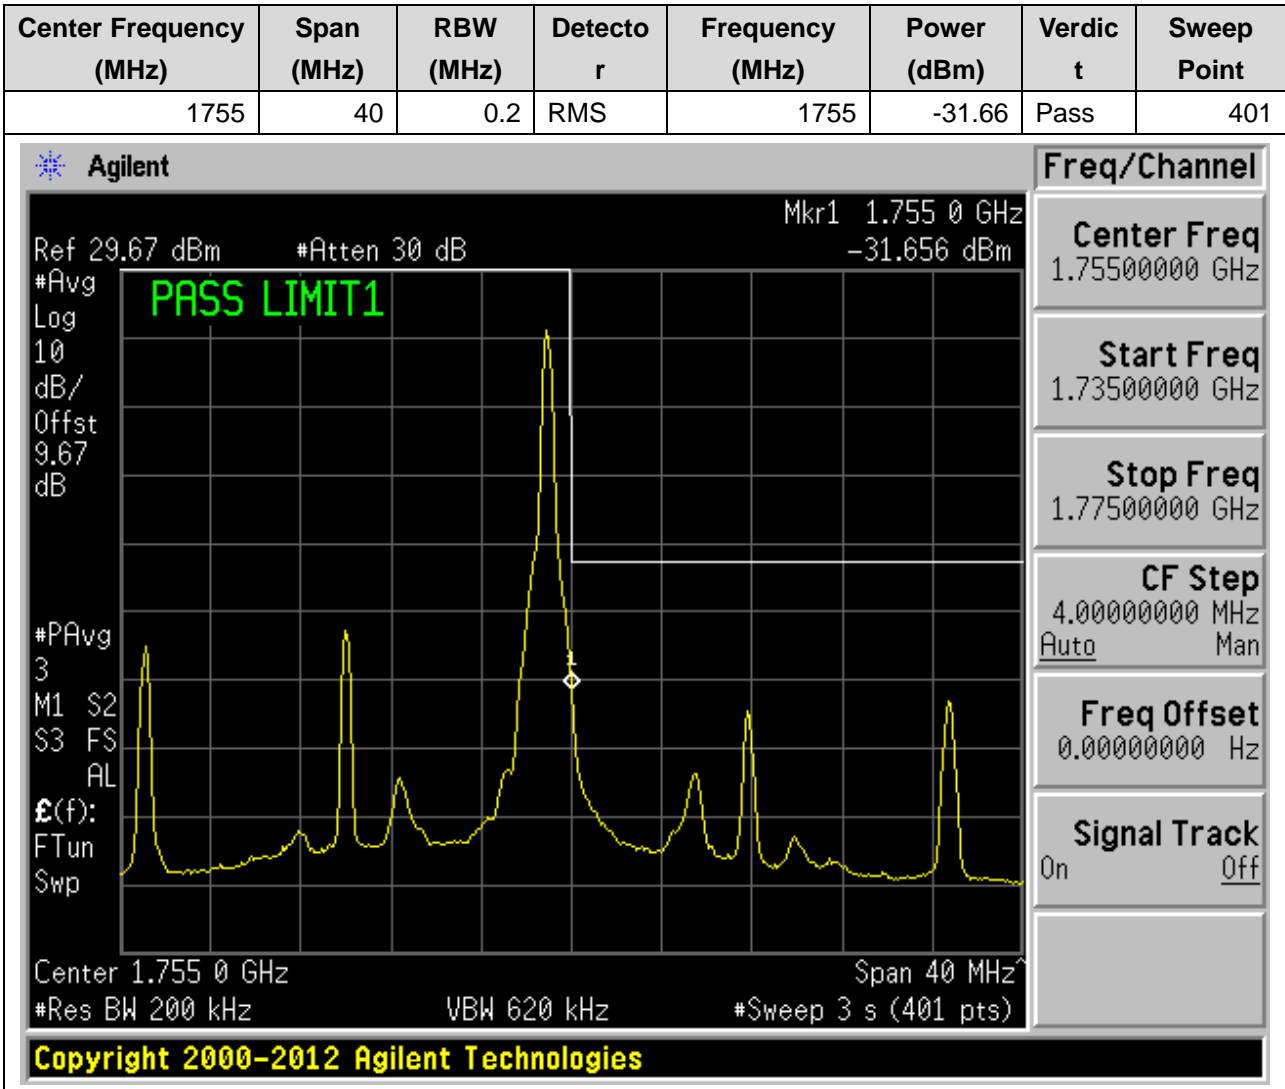 Center Frequency Span RBW Detecto Frequency Power Verdic Sweep
(MHz) (MHz) (MHz) r (MHz) (dBm) t Point
1755 40 0.2 RMS 1755 -31.66 Pass 401
Agilent Freq/Channel
Mkr1 1.755 0 GHz
Ref 29.67 dBm #Atten 30 dB -31.656 dBm
#Avg
Log
10
dB/
Offst
9.67
dB
PASS LIMIT1
1
#PAvg
3
M1 S2
S3 FS
AL
£(f):
FTun
Swp
Center 1.755 0 GHz Span 40 MHz^
#Res BW 200 kHz VBW 620 kHz #Sweep 3 s (401 pts)
Center Freq
1.75500000 GHz
Start Freq
1.73500000 GHz
Stop Freq
1.77500000 GHz
CF Step
4.00000000 MHz
Auto Man
Freq Offset
0.00000000 Hz
Signal Track
On Off
Copyright 2000-2012 Agilent Technologies